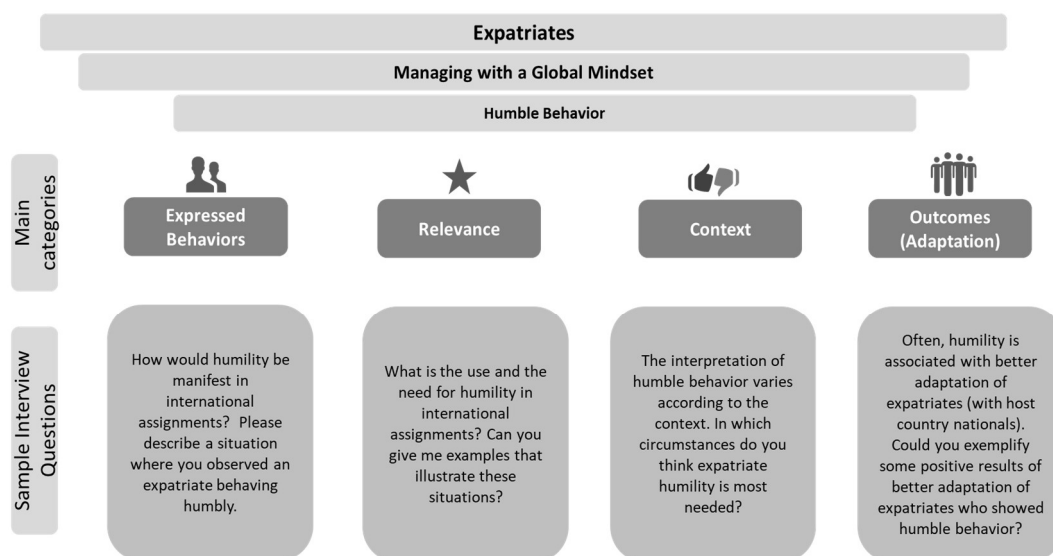 Expatriates
Managing with a Global Mindset
Humble Behavior
Main
categories
Expressed
Behaviors
Relevance
Context
Outcomes
(Adaptation)
Sample Interview
Questions
How would humility be
manifest in
international
assignments?  Please
describe a situation
where you observed an
expatriate behaving
humbly.
What is the use and the
need for humility in
international
assignments? Can you
give me examples that
illustrate these
situations?
The interpretation of
humble behavior varies
according to the
context. In which
circumstances do you
think expatriate
humility is most
needed?
Often, humility is
associated with better
adaptation of
expatriates (with host
country nationals).
Could you exemplify
some positive results of
better adaptation of
expatriates who showed
humble behavior?